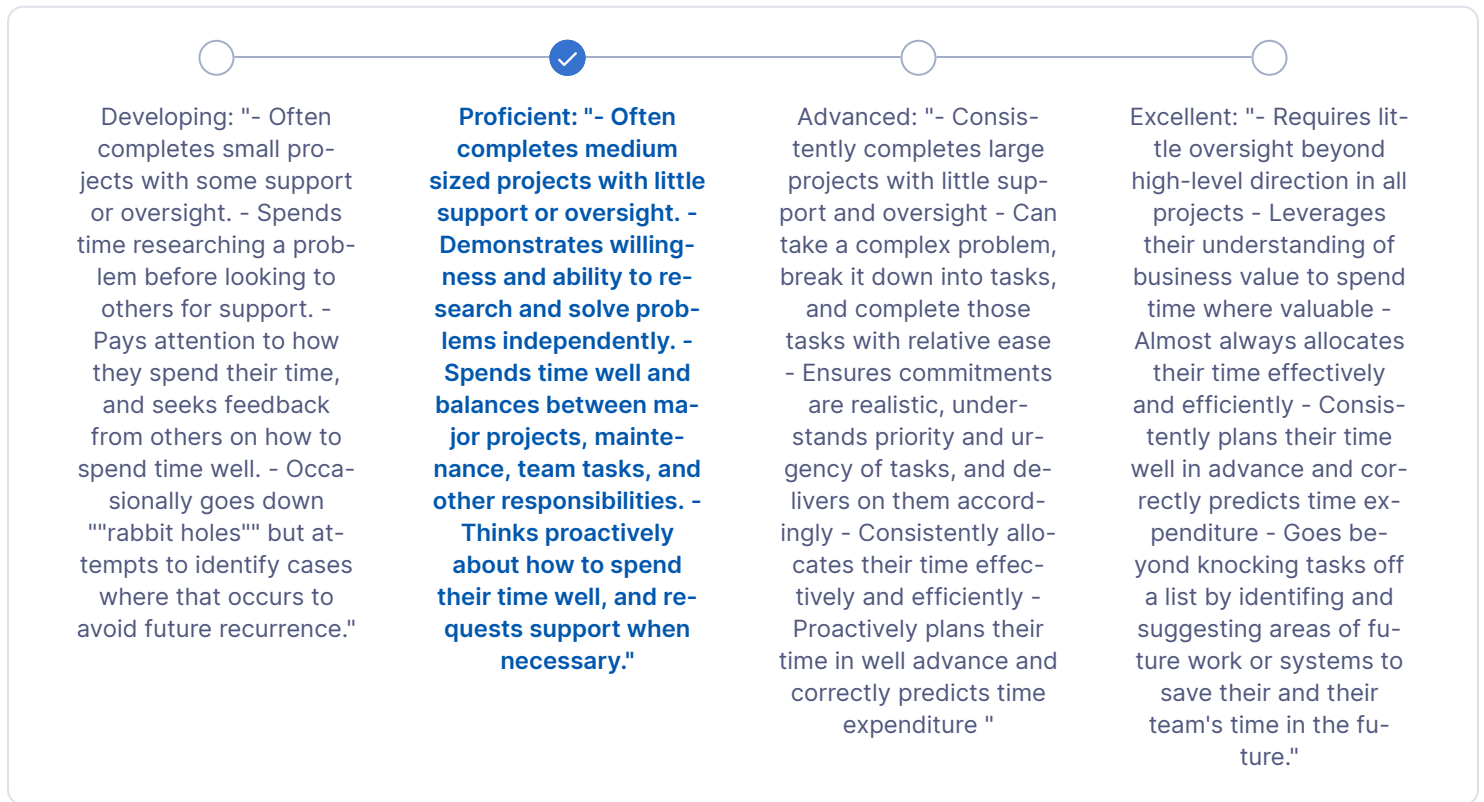 Developing: "- Often
completes small pro-
jects with some support
or oversight. - Spends
time researching a prob-
lem before looking to
others for support. -
Pays attention to how
they spend their time,
and seeks feedback
from others on how to
spend time well. - Occa-
sionally goes down
""rabbit holes"" but at-
tempts to identify cases
where that occurs to
avoid future recurrence."
Proficient: "- Often
completes medium
sized projects with little
support or oversight. -
Demonstrates willing-
ness and ability to re-
search and solve prob-
lems independently. -
Spends time well and
balances between ma-
jor projects, mainte-
nance, team tasks, and
other responsibilities. -
Thinks proactively
about how to spend
their time well, and re-
quests support when
necessary."
Advanced: "- Consis-
tently completes large
projects with little sup-
port and oversight - Can
take a complex problem,
break it down into tasks,
and complete those
tasks with relative ease
- Ensures commitments
are realistic, under-
stands priority and ur-
gency of tasks, and de-
livers on them accord-
ingly - Consistently allo-
cates their time effec-
tively and efficiently -
Proactively plans their
time in well advance and
correctly predicts time
expenditure "
Excellent: "- Requires lit-
tle oversight beyond
high-level direction in all
projects - Leverages
their understanding of
business value to spend
time where valuable -
Almost always allocates
their time effectively
and efficiently - Consis-
tently plans their time
well in advance and cor-
rectly predicts time ex-
penditure - Goes be-
yond knocking tasks off
a list by identifing and
suggesting areas of fu-
ture work or systems to
save their and their
team's time in the fu-
ture."